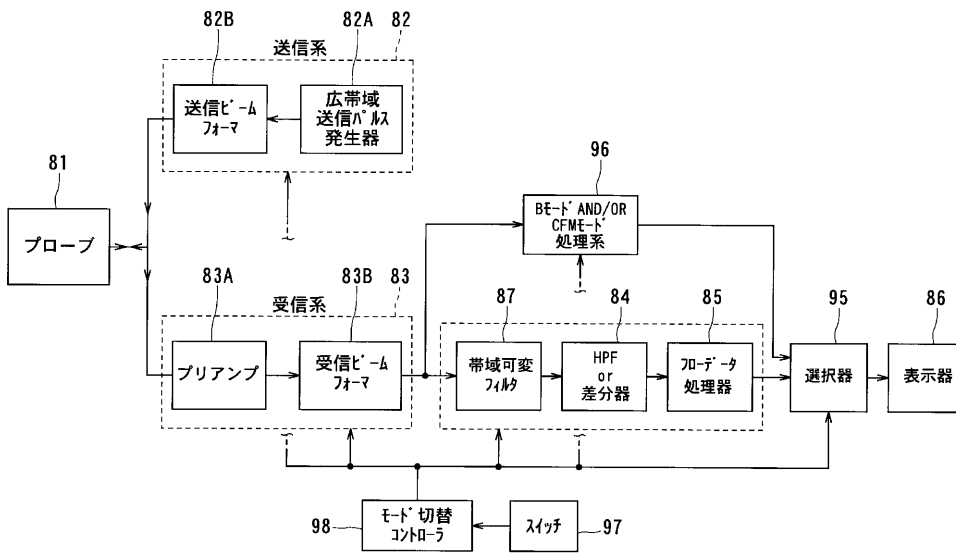 82B
82A
82
送信系
送信ビーム
フォーマ
広帯域
送信パルス
発生器
81
プローブ
96
BモードAND/OR
CFMモード
処理系
83A
83B
83
受信系
プリアンプ
受信ビーム
フォーマ
87
84
85
95
86
帯域可変
フィルタ
HPF
or
差分器
フローデータ
処理器
選択器
表示器
98
モード切替
コントローラ
スイッチ
97